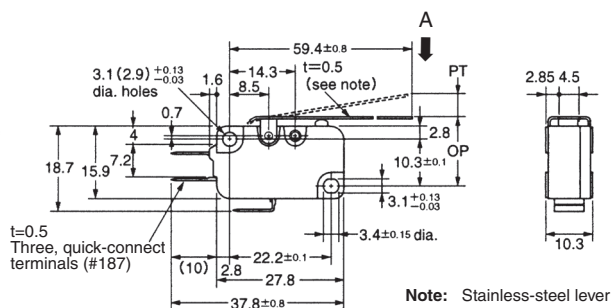 A
59.4±0.8
PT
3.1(2.9) +0.13 -0.03
dia. holes
1.6
14.3
8.5
t=0.5
(see note)
2.85
4.5
0.7
4
2.8
10.3±0.1
OP
7.2
18.7
15.9
3.1 +0.13 -0.03
t=0.5
Three, quick-connect
terminals (#187)
3.4±0.15 dia.
(10)
2.8
22.2±0.1
27.8
37.8±0.8
10.3
Note: Stainless-steel lever